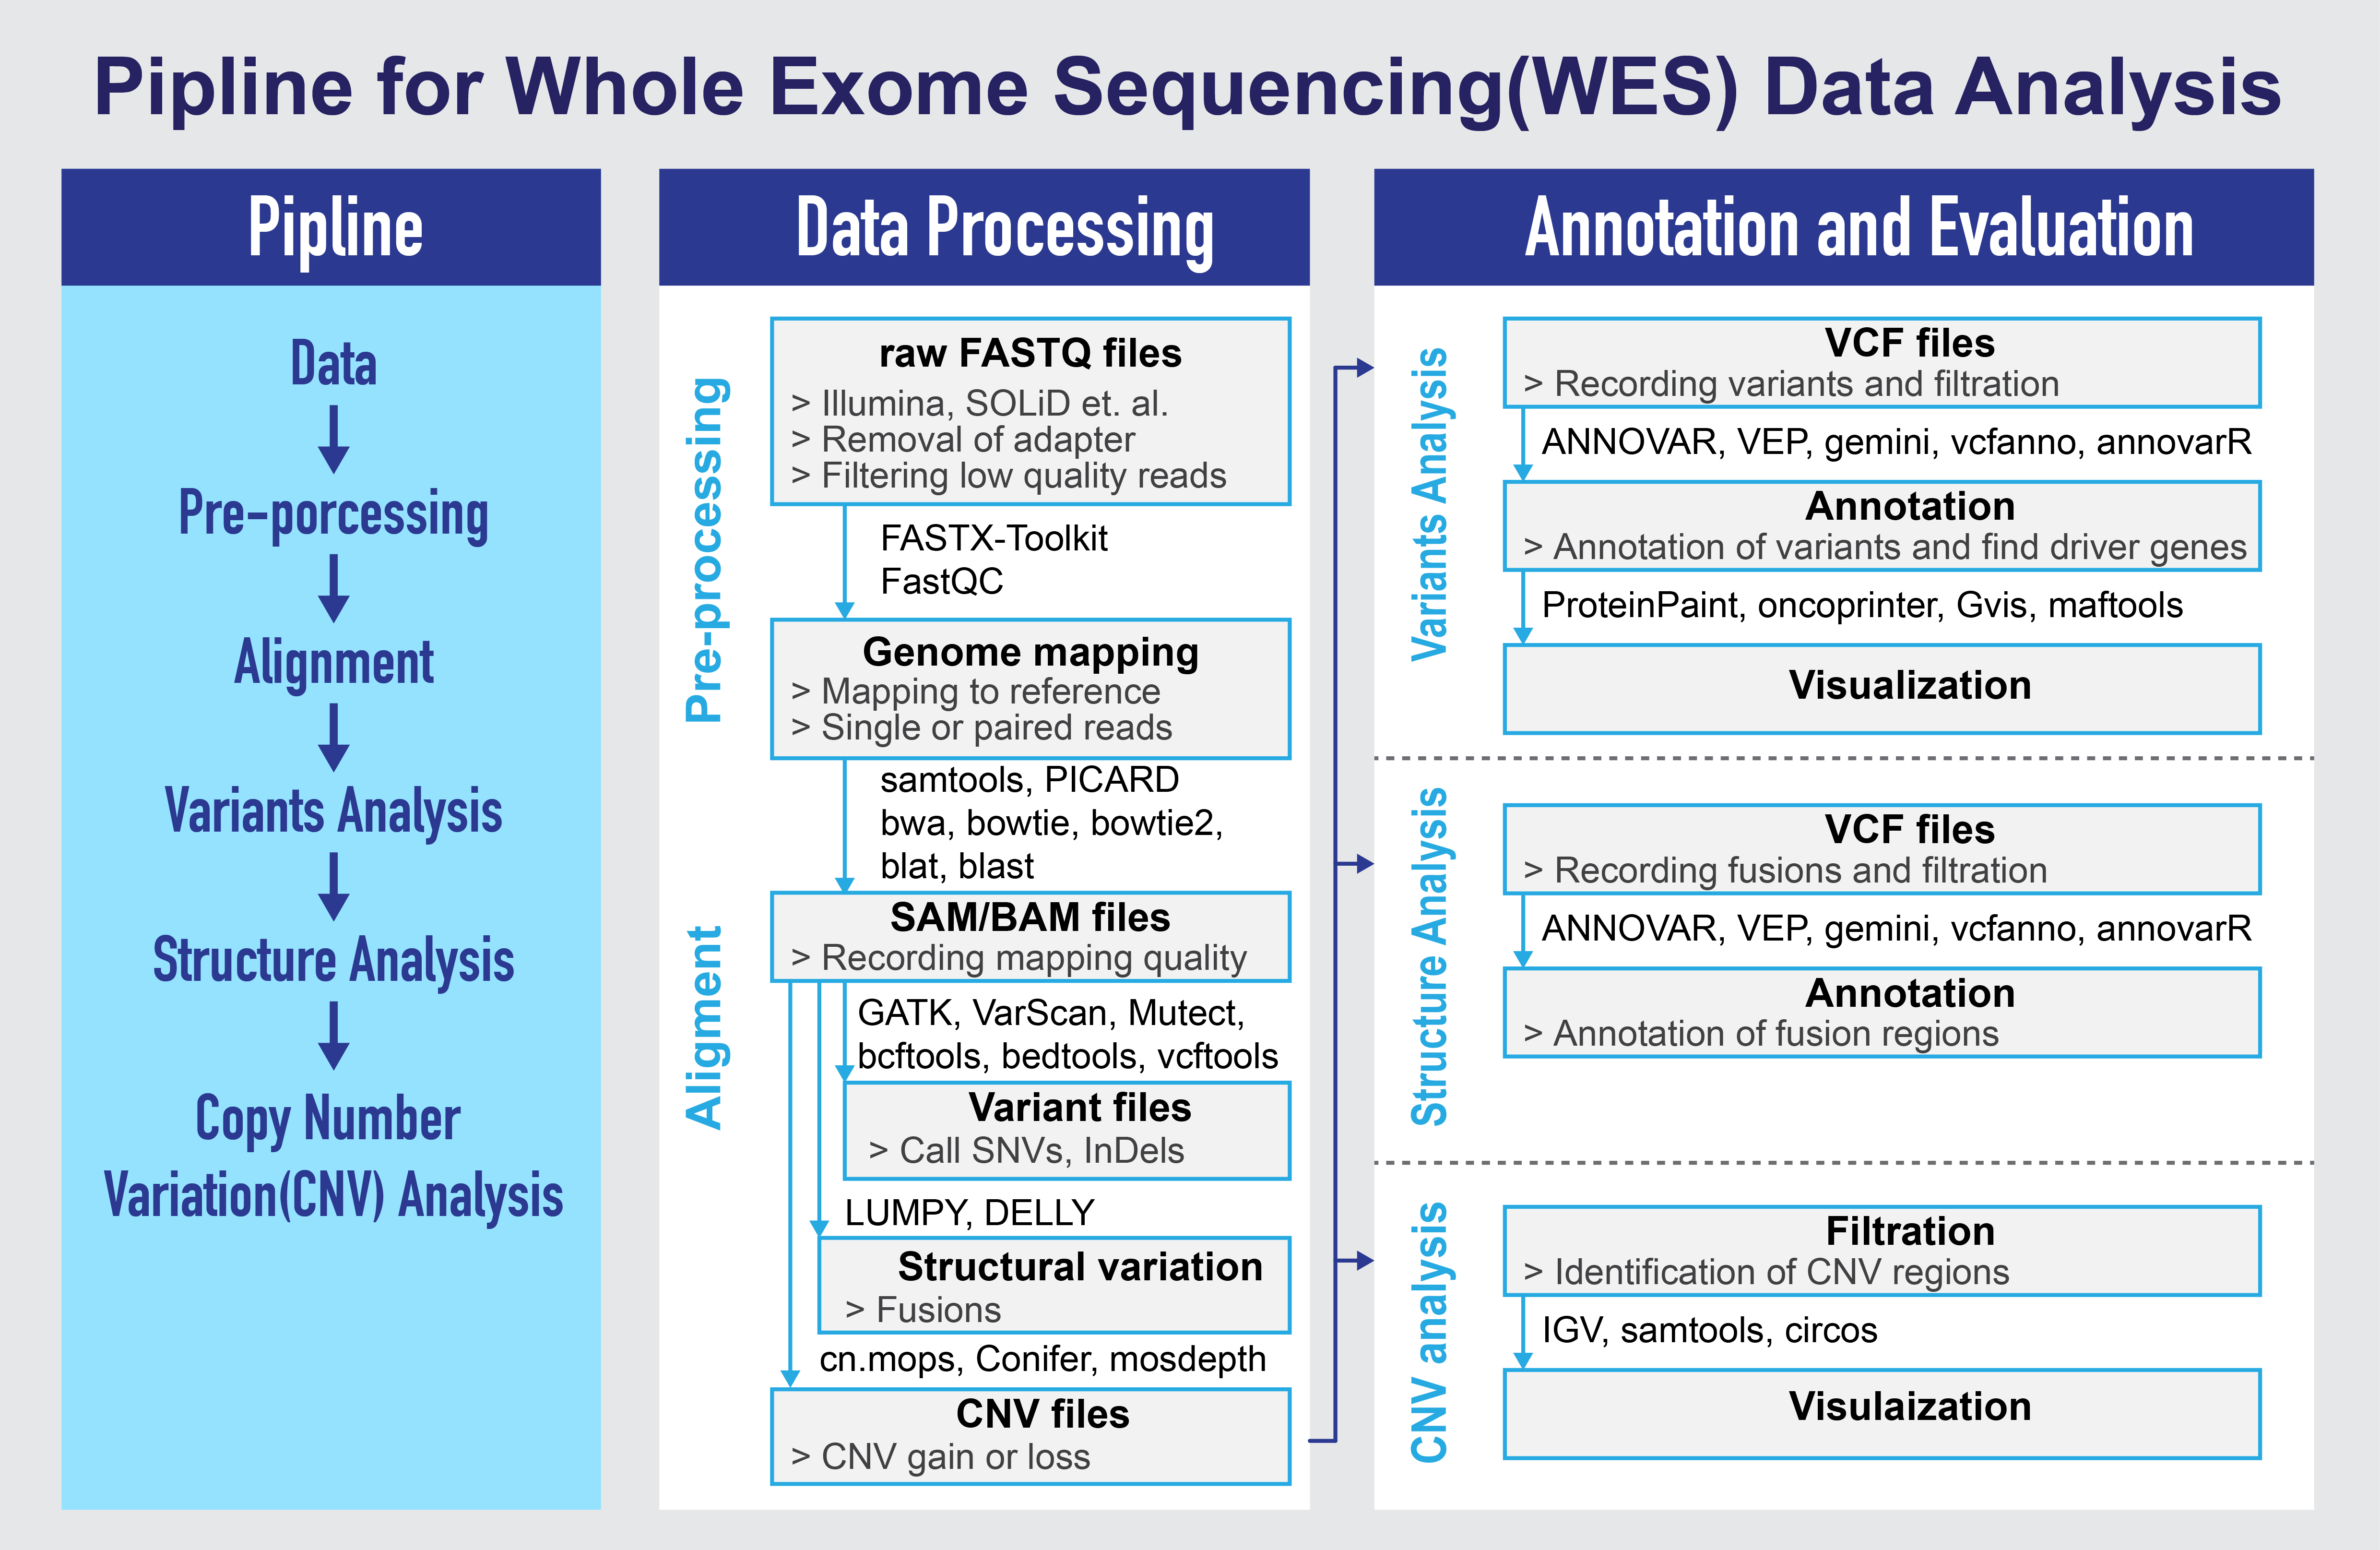 Pipline for Whole Exome Sequencing(WES) Data Analysis
Pipline
Data
Pre-porcessing
Alignment
Variants Analysis
Structure Analysis
Copy Number
Variation(CNV) Analysis
Data Processing
Pre-processing
raw FASTQ files
> Illumina, SOLiD et. al.
> Removal of adapter
> Filtering low quality reads
FASTX-Toolkit
FastQC
Genome mapping
> Mapping to reference
> Single or paired reads
samtools, PICARD
bwa, bowtie, bowtie2,
blat, blast
Aligment
SAM/BAM files
> Recording mapping quality
GATK, VarScan, Mutect,
bcftools, bedtools, vcftools
Variant files
> Call SNVs, InDels
LUMPY, DELLY
Structural variation
> Fusions
cn.mops, Conifer, mosdepth
CNV files
> CNV gain or loss
Annotation and Evaluation
Variants Analysis
VCF files
> Recording variants and filtration
ANNOVAR, VEP, gemini, vcfanno, annovarR
Annotation
> Annotation of variants and find driver genes
ProteinPaint, oncoprinter, Gvis, maftools
Visualization
Structure Analysis
VCF files
> Recording fusions and filtration
ANNOVAR, VEP, gemini, vcfanno, annovarR
Annotation
> Annotation of fusion regions
CNV analysis
Filtration
> Identification of CNV regions
IGV, samtools, circos
Visulaization